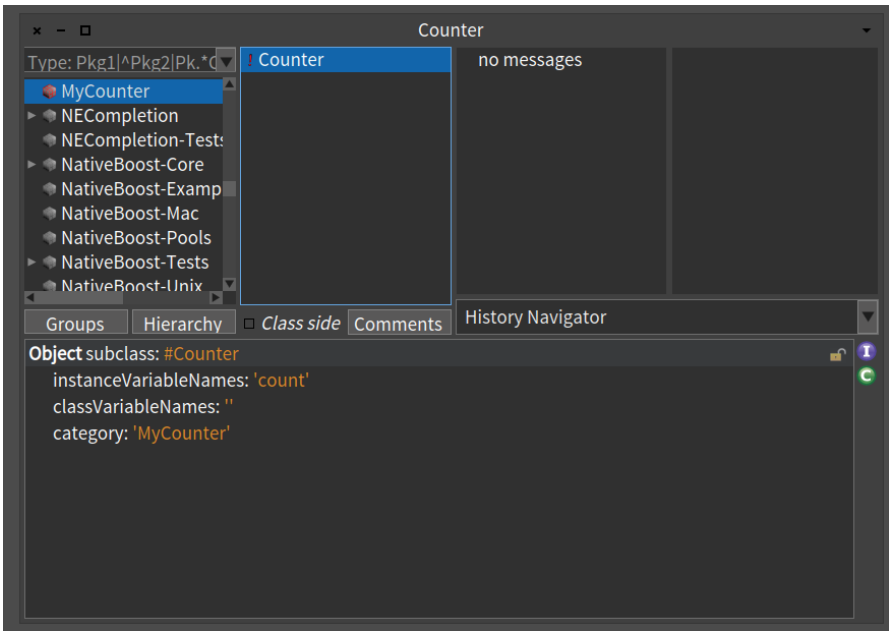 Counter
Type: Pkg1|^Pkg2|Pk.*C
MyCounter
NECompletion
NECompletion-Tests
NativeBoost-Core
NativeBoost-Examp
NativeBoost-Mac
NativeBoost-Pools
NativeBoost-Tests
NativeBoost-Unix
! Counter
no messages
Groups
Hierarchy
Class side
Comments
History Navigator
Object subclass: #Counter
instanceVariableNames: 'count'
classVariableNames: ''
category: 'MyCounter'
I
C